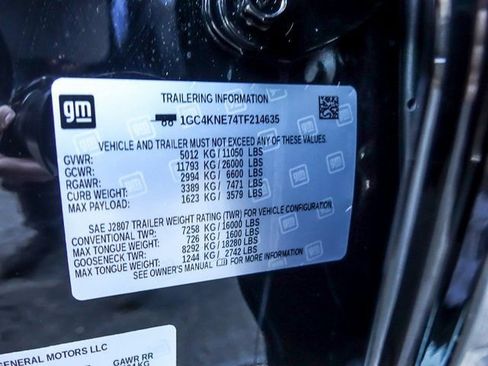 gm
TRAILERING INFORMATION
1GC4KNE74TF214635
VEHICLE AND TRAILER MUST NOT EXCEED ANY OF THESE VALUES.
GVWR: 5012 KG/11050 LBS
GCWR: 11793 KG/26000 LBS
RGAWR: 2994 KG/ 6600 LBS
CURB WEIGHT: 3389 KG/ 7471 LBS
MAX PAYLOAD: 1623 KG/ 3579 LBS
SAE J2807 TRAILER WEIGHT RATING (TWR) FOR VEHICLE CONFIGURATION.
CONVENTIONAL TWR: 7258 KG/16000 LBS
MAX TONGUE WEIGHT: 726 KG/ 1600 LBS
GOOSENECK TWR: 8292 KG/18280 LBS
MAX TONGUE WEIGHT: 1244 KG/ 2742 LBS
SEE OWNER'S MANUAL FOR MORE INFORMATION.
GENERAL MOTORS LLC
GAWR RR
KG